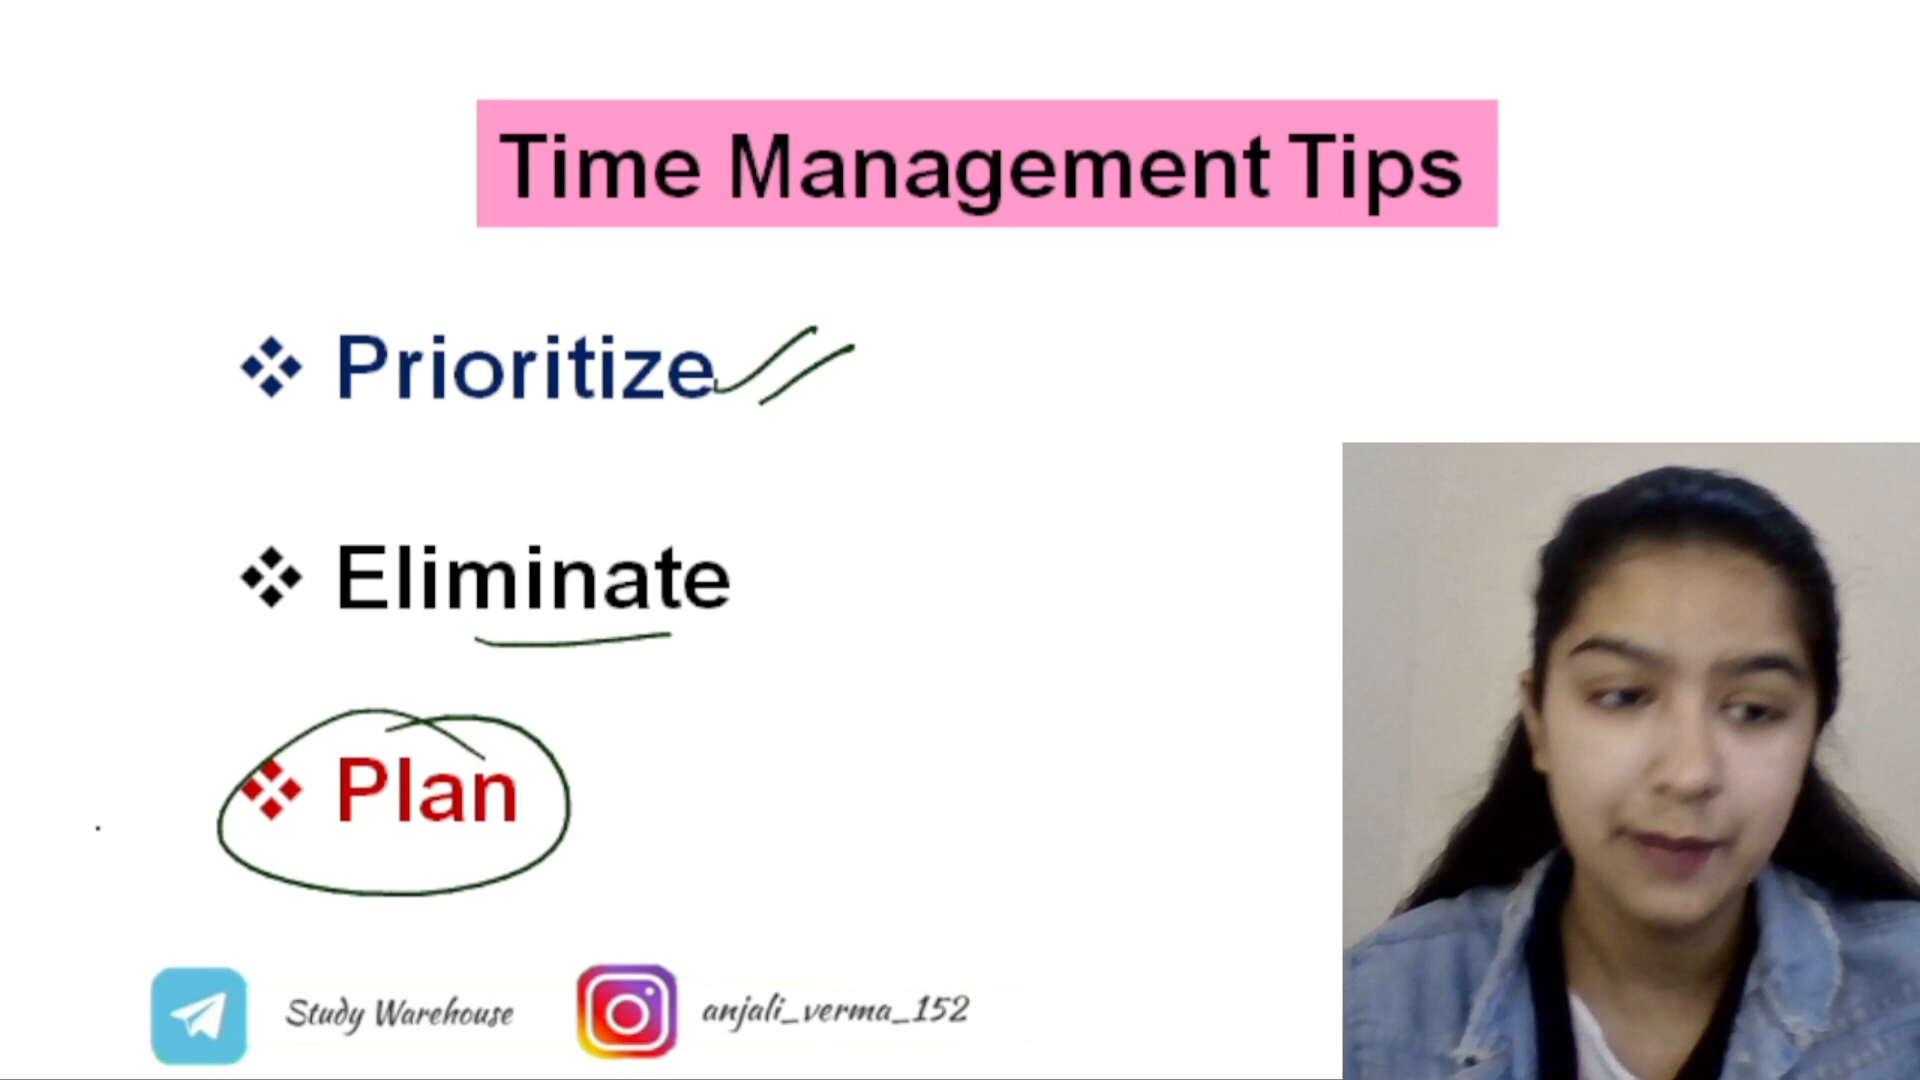 Time Management Tips
Prioritize
Eliminate
Plan
Study Warehouse
anjali_verma_152